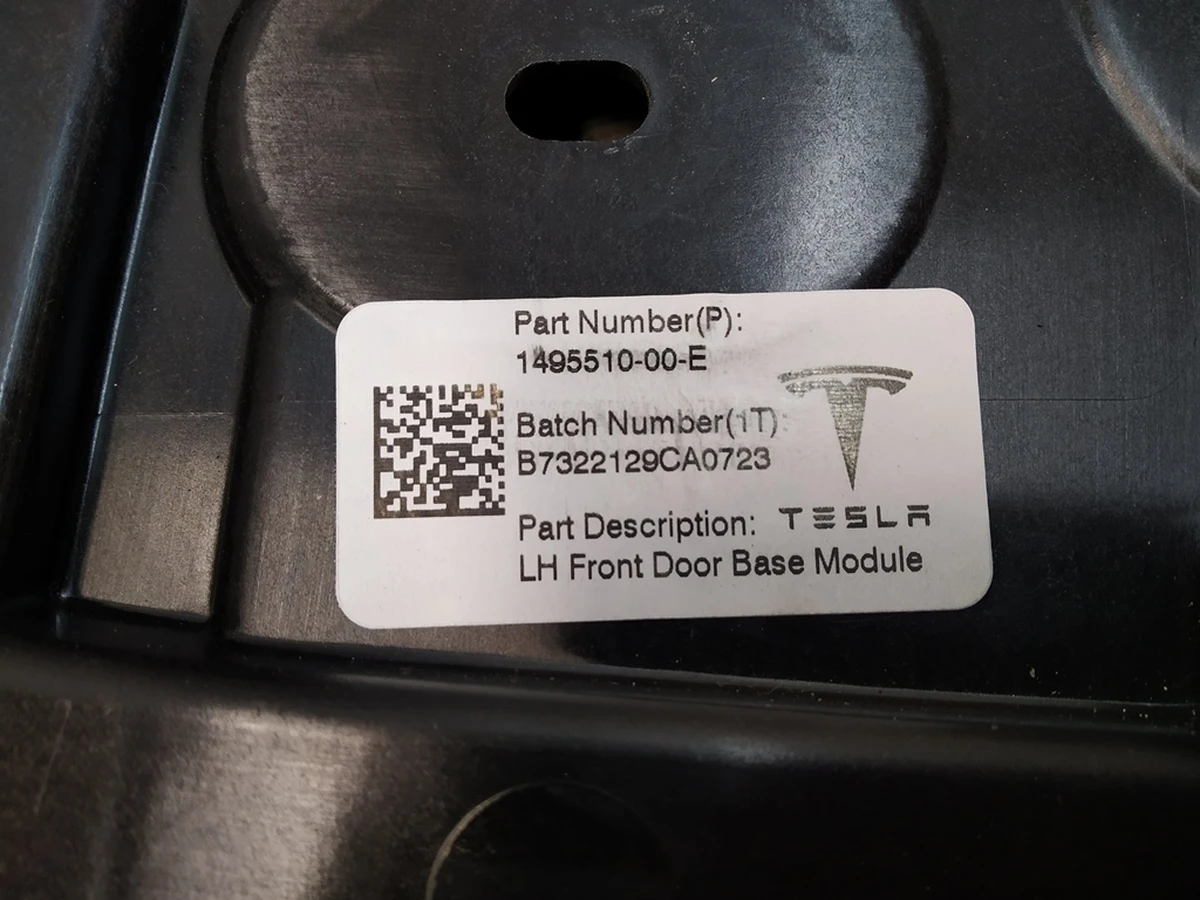 Part Number(P):
1495510-00-E
Batch Number(1T):
B7322129CA0723
Part Description:
TESLA
LH Front Door Base Module